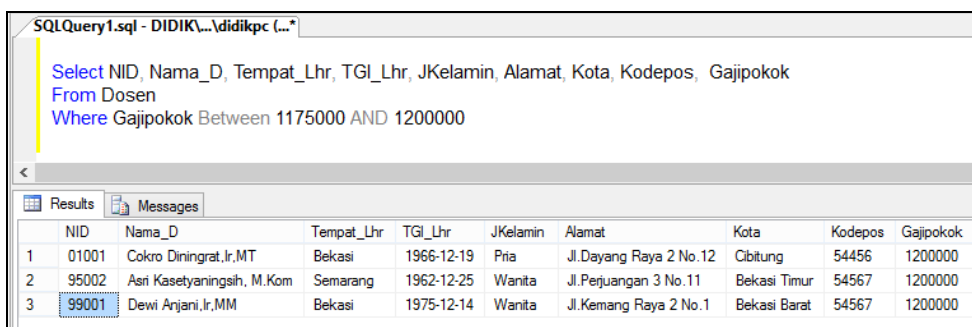 SQLQuery1.sql - DIDIK\...\didikpc (...*
Select NID, Nama_D, Tempat_Lhr, TGl_Lhr, JKelamin, Alamat, Kota, Kodepos, Gajipokok
From Dosen
Where Gajipokok Between 1175000 AND 1200000
Results Messages
NID Nama_D Tempat_Lhr TGl_Lhr JKelamin Alamat Kota Kodepos Gajipokok
1 01001 Cokro Diningrat,Ir,MT Bekasi 1966-12-19 Pria Jl.Dayang Raya 2 No.12 Cibitung 54456 1200000
2 95002 Asri Kasetyaningsih, M.Kom Semarang 1962-12-25 Wanita Jl.Perjuangan 3 No.11 Bekasi Timur 54567 1200000
3 99001 Dewi Anjani,Ir,MM Bekasi 1975-12-14 Wanita Jl.Kemang Raya 2 No.1 Bekasi Barat 54567 1200000